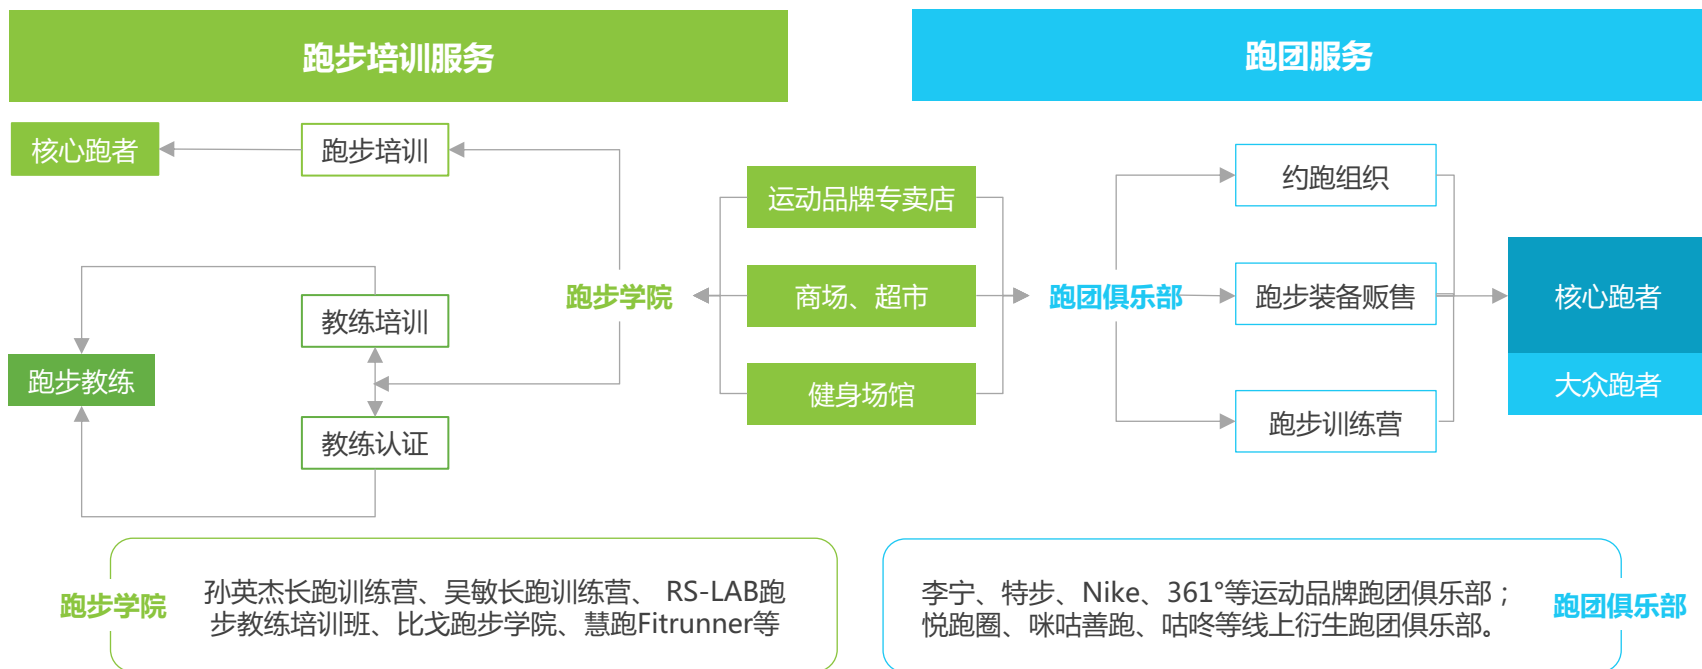 跑步培训服务
跑团服务
核心跑者
跑步培训
运动品牌专卖店
约跑组织
跑步学院
商场、超市
跑团俱乐部
跑步装备贩售
核心跑者
教练培训
跑步教练
健身场馆
大众跑者
教练认证
跑步训练营
跑步学院
孙英杰长跑训练营、吴敏长跑训练营、 RS-LAB跑
步教练培训班、比戈跑步学院、慧跑Fitrunner等
李宁、特步、Nike、361°等运动品牌跑团俱乐部；
悦跑圈、咪咕善跑、咕咚等线上衍生跑团俱乐部。
跑团俱乐部